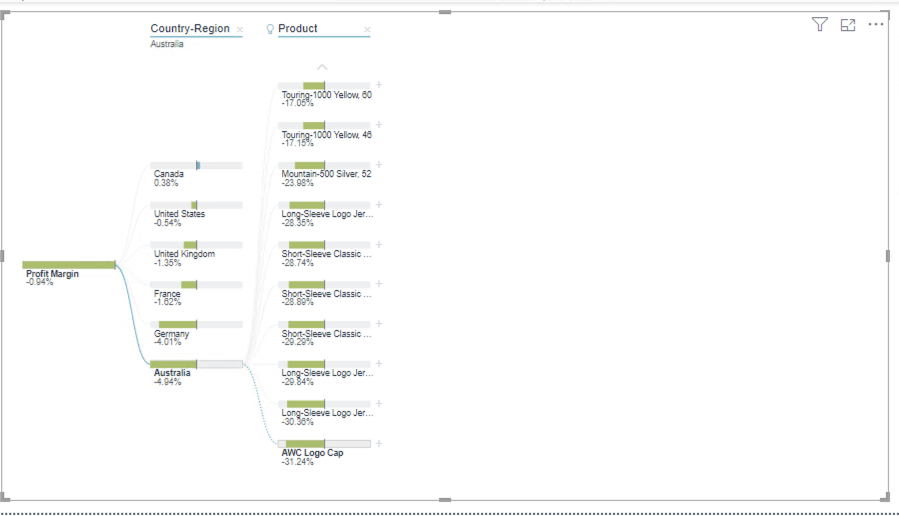 Country-Region
Product
Australia
Touring-1000 Yellow, 60
-17.05%
Touring-1000 Yellow, 46
-17.15%
Canada
0.38%
Mountain-500 Silver, 52
-23.98%
United States
-0.54%
Long-Sleeve Logo Jer...
-28.35%
United Kingdom
-1.35%
Short-Sleeve Classic ...
-28.74%
Profit Margin
-0.94%
France
-1.62%
Short-Sleeve Classic ...
-28.89%
Germany
-4.01%
Short-Sleeve Classic ...
-29.29%
Australia
-4.94%
Long-Sleeve Logo Jer...
-29.84%
Long-Sleeve Logo Jer...
-30.36%
AWC Logo Cap
-31.24%